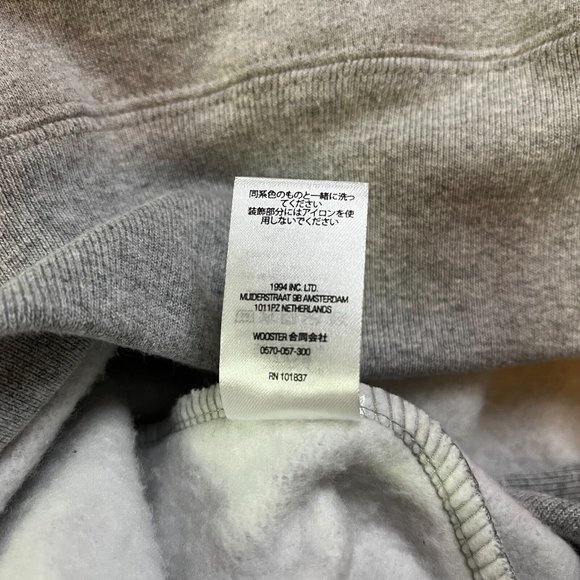 同系色のものと一緒に洗っ
てください
装飾部分にはアイロンを使
用しないでください
1994 INC. LTD.
MUIDERSTRAAT 9B AMSTERDAM
1011PZ NETHERLANDS
WOOSTER 合同会社
0570-057-300
RN 101837